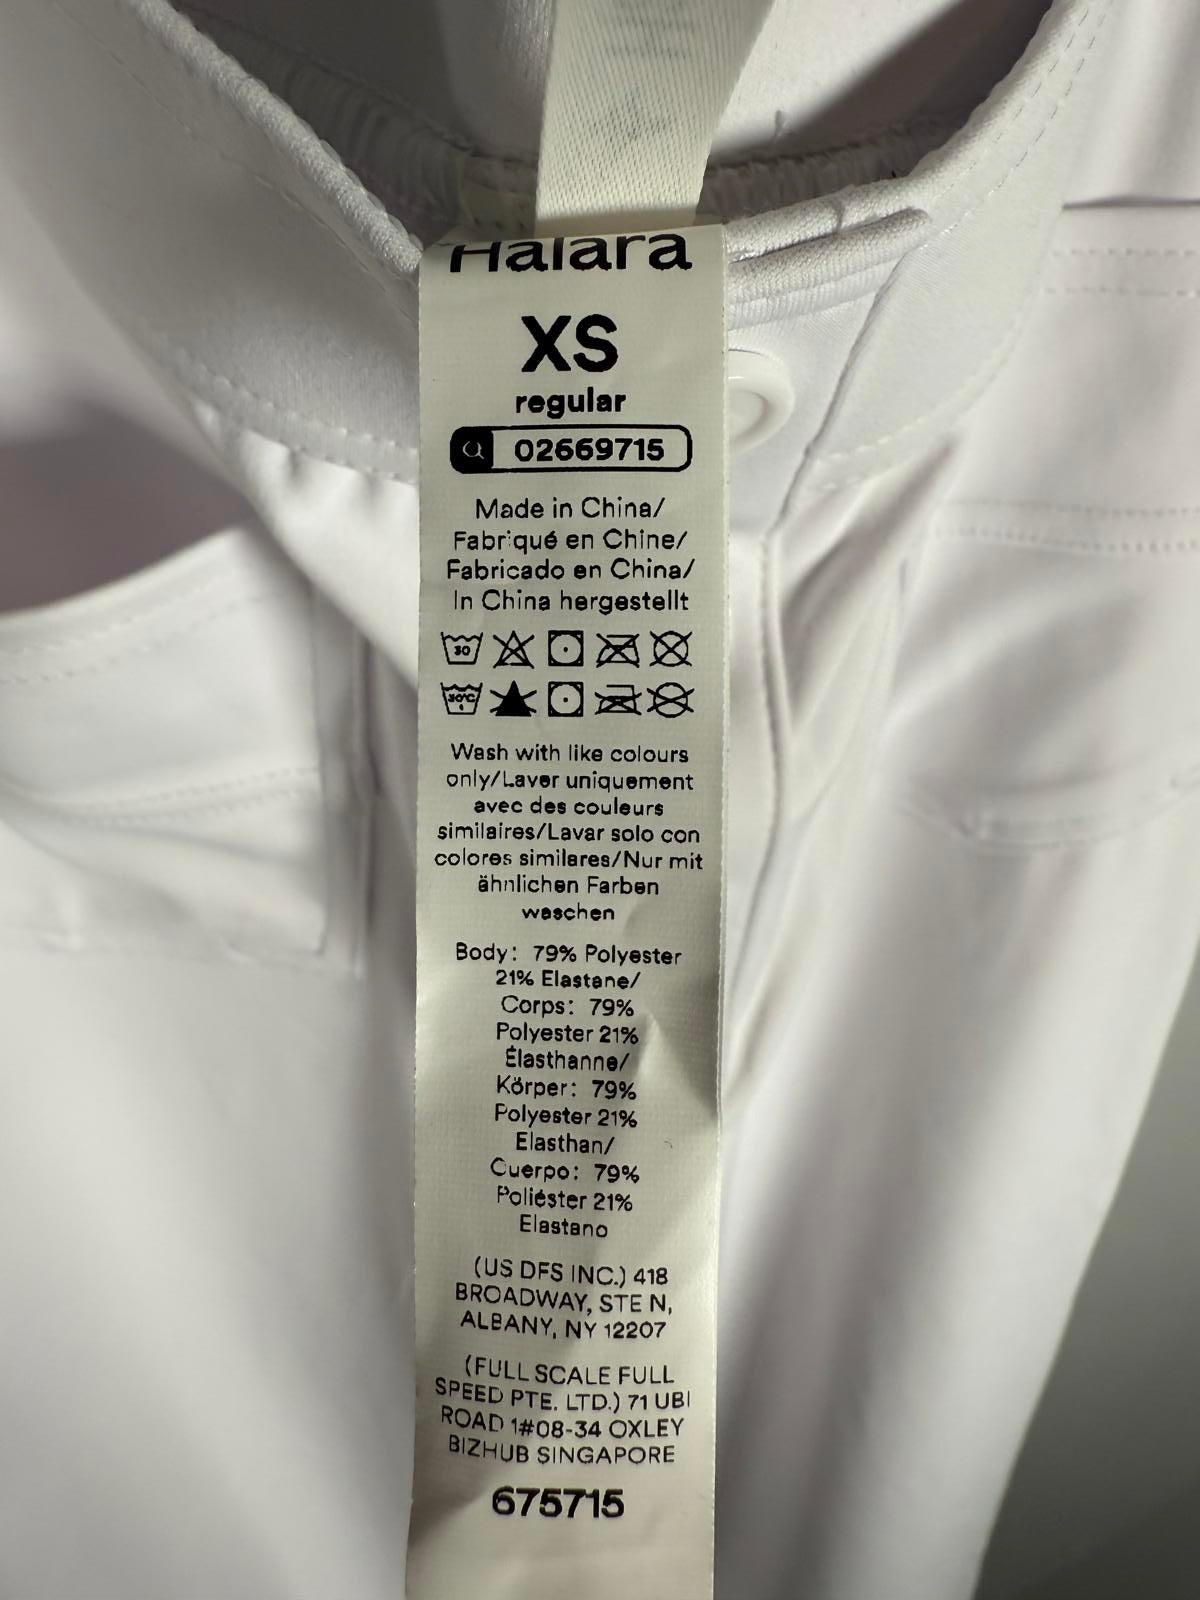 Halara
XS
regular
02669715
Made in China/
Fabriqué en Chine/
Fabricado en China/
In China hergestellt
30
30°C
Wash with like colours
only/Laver uniquement
avec des couleurs
similaires/Lavar solo con
colores similares/Nur mit
ähnlichen Farben
waschen
Body: 79% Polyester
21% Elastane/
Corps: 79%
Polyester 21%
Élasthanne/
Körper: 79%
Polyester 21%
Elasthan/
Cuerpo: 79%
Poliéster 21%
Elastano
(US DFS INC.) 418
BROADWAY, STE N,
ALBANY, NY 12207
(FULL SCALE FULL
SPEED PTE. LTD.) 71 UBI
ROAD 1#08-34 OXLEY
BIZHUB SINGAPORE
675715